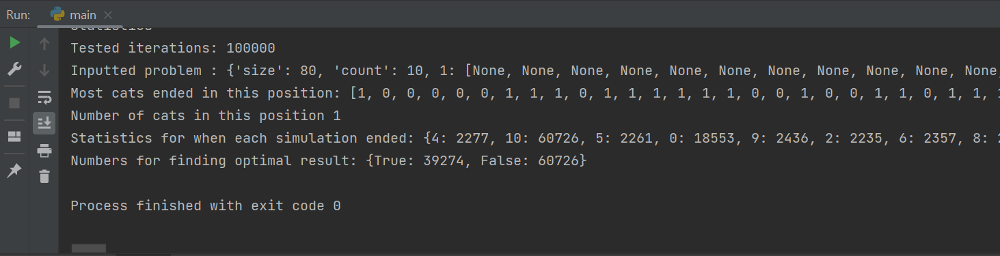 Run: main
Tested iterations: 100000
Inputted problem : {'size': 80, 'count': 10, 1: [None, None, None, None, None, None, None, None, None, None, None,
Most cats ended in this position: [1, 0, 0, 0, 0, 0, 1, 1, 1, 0, 1, 1, 1, 1, 1, 1, 0, 0, 1, 0, 0, 1, 1, 0, 1, 1,
Number of cats in this position 1
Statistics for when each simulation ended: {4: 2277, 10: 60726, 5: 2261, 0: 18553, 9: 2436, 2: 2235, 6: 2357, 8:
Numbers for finding optimal result: {True: 39274, False: 60726}
Process finished with exit code 0